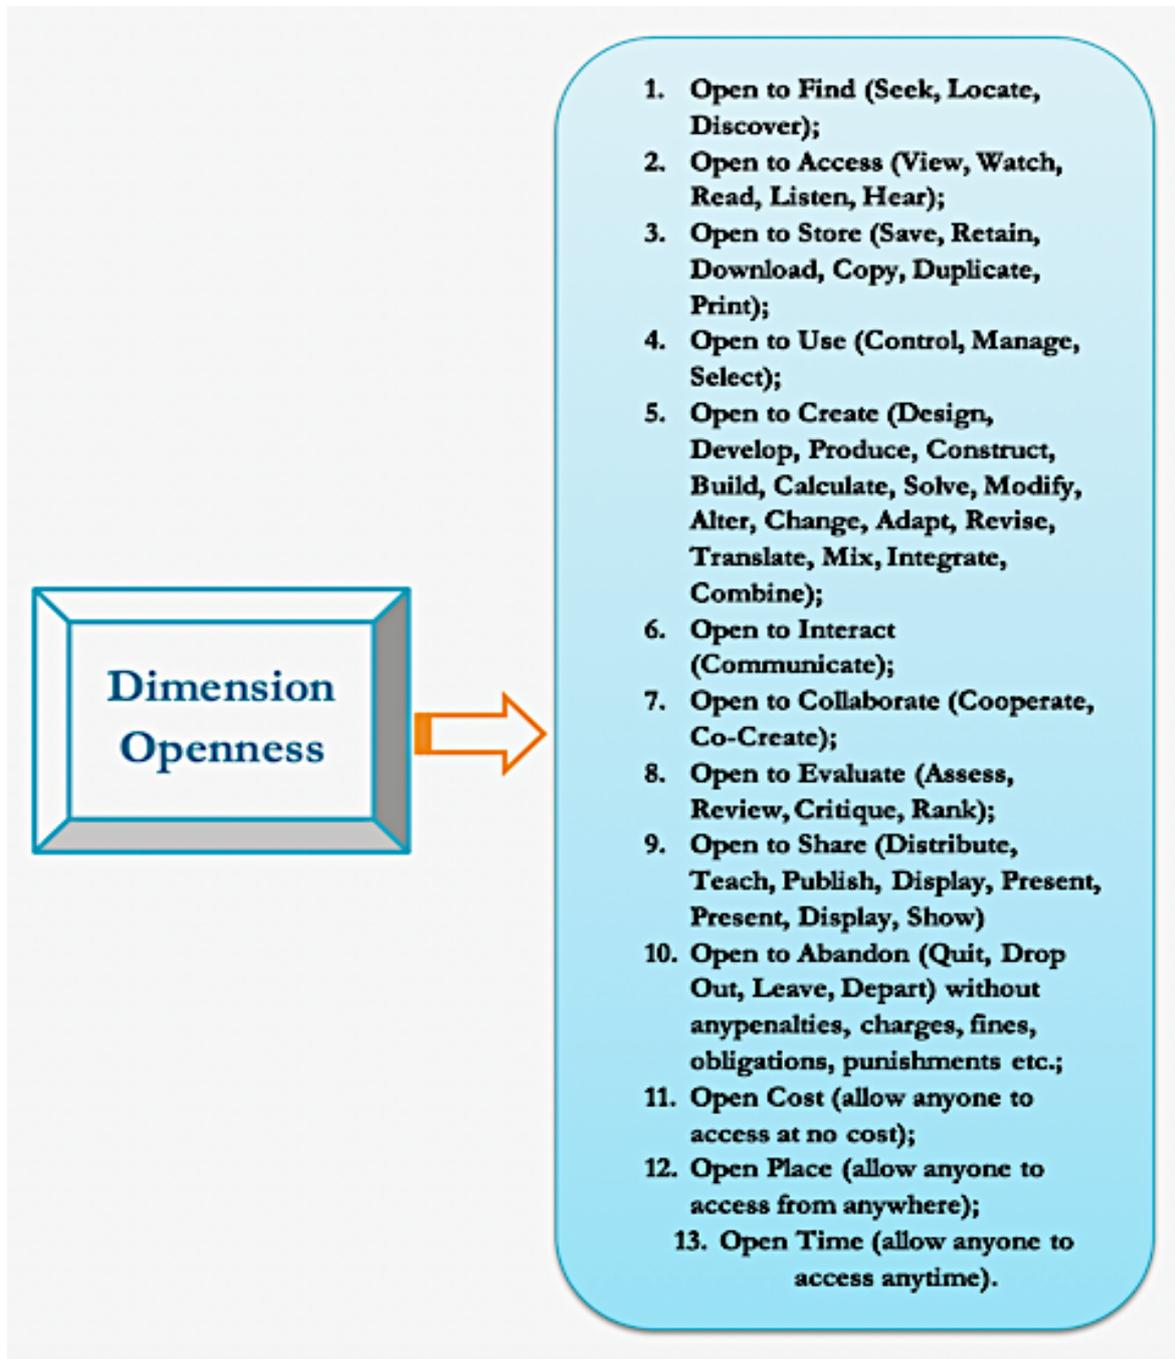 Dimension
Openness
1. Open to Find (Seek, Locate,
Discover);
2. Open to Access (View, Watch,
Read, Listen, Hear);
3. Open to Store (Save, Retain,
Download, Copy, Duplicate,
Print);
4. Open to Use (Control, Manage,
Select);
5. Open to Create (Design,
Develop, Produce, Construct,
Build, Calculate, Solve, Modify,
Alter, Change, Adapt, Revise,
Translate, Mix, Integrate,
Combine);
6. Open to Interact
(Communicate);
7. Open to Collaborate (Cooperate,
Co-Create);
8. Open to Evaluate (Assess,
Review, Critique, Rank);
9. Open to Share (Distribute,
Teach, Publish, Display, Present,
Present, Display, Show)
10. Open to Abandon (Quit, Drop
Out, Leave, Depart) without
anypenalties, charges, fines,
obligations, punishments etc.;
11. Open Cost (allow anyone to
access at no cost);
12. Open Place (allow anyone to
access from anywhere);
13. Open Time (allow anyone to
access anytime).